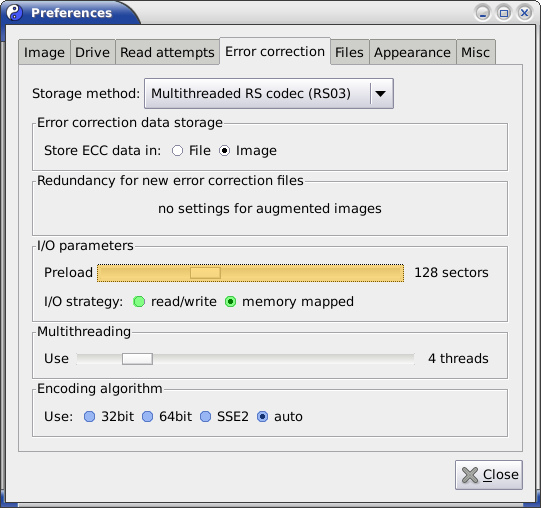 Preferences
Image Drive Read attempts Error correction Files Appearance Misc
Storage method: Multithreaded RS codec (RS03)
Error correction data storage
Store ECC data in: File Image
Redundancy for new error correction files
no settings for augmented images
I/O parameters
Preload 128 sectors
I/O strategy: read/write memory mapped
Multithreading
Use 4 threads
Encoding algorithm
Use: 32bit 64bit SSE2 auto
Close